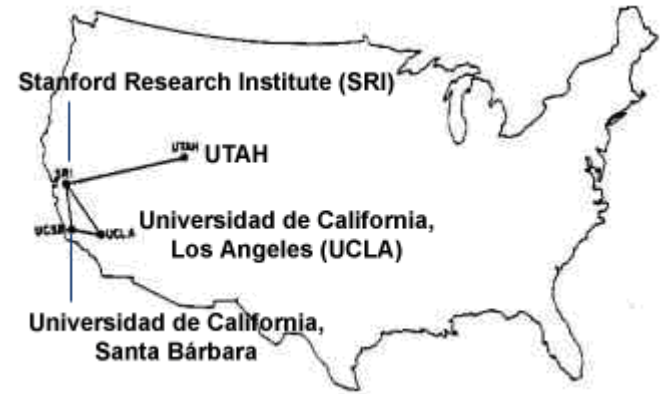 Stanford Research Institute (SRI)
UTAH UTAH
SRI
UCSB UCLA
Universidad de California,
Los Angeles (UCLA)
Universidad de California,
Santa Bárbara